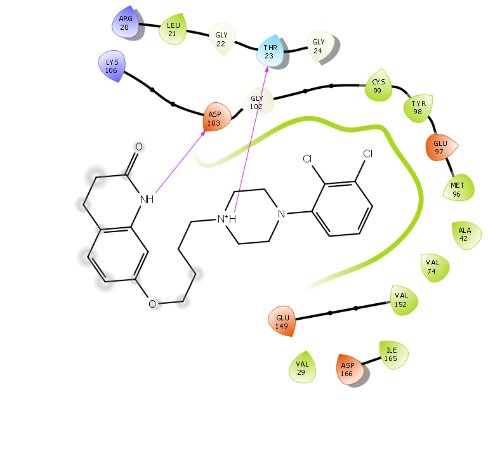 ARG
20
LEU
21
GLY
22
THR
23
GLY
24
LYS
106
ASP
103
GLY
102
CYS
99
TYR
98
GLU
97
MET
96
ALA
42
VAL
74
VAL
152
GLU
149
ILE
165
ASP
166
VAL
29
O
NH
O
N+H
N
Cl
Cl